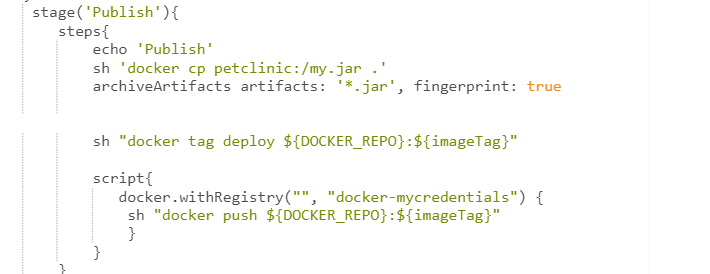 stage('Publish'){
steps{
echo 'Publish'
sh 'docker cp petclinic:/my.jar .'
archiveArtifacts artifacts: '*.jar', fingerprint: true
sh "docker tag deploy ${DOCKER_REPO}:${imageTag}"
script{
docker.withRegistry("", "docker-mycredentials") {
sh "docker push ${DOCKER_REPO}:${imageTag}"
}
}
}